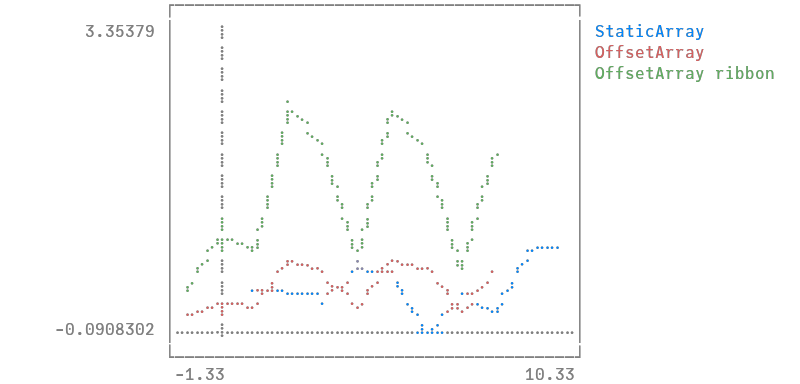 3.35379
StaticArray
OffsetArray
OffsetArray ribbon
-0.0908302
-1.33
10.33